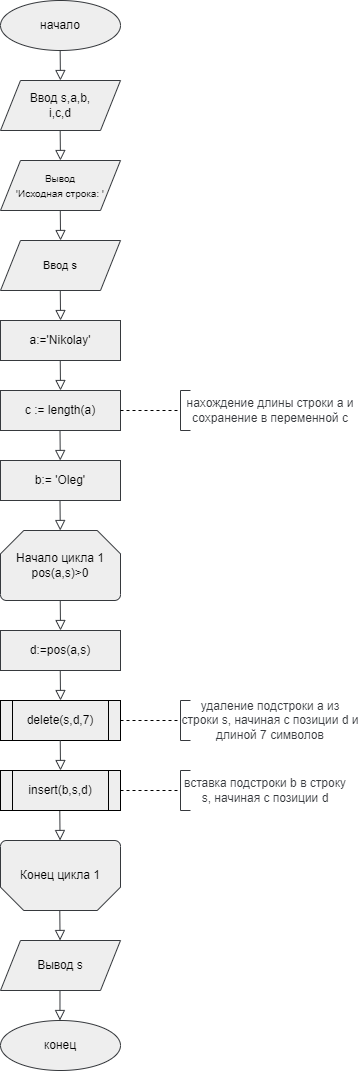 начало
Ввод s,a,b,
i,c,d
Вывод
'Исходная строка: '
Ввод s
a:='Nikolay'
c := length(a)
нахождение длины строки a и
сохранение в переменной c
b:= 'Oleg'
Начало цикла 1
pos(a,s)>0
d:=pos(a,s)
delete(s,d,7)
удаление подстроки a из
строки s, начиная с позиции d и
длиной 7 символов
insert(b,s,d)
вставка подстроки b в строку
s, начиная с позиции d
Конец цикла 1
Вывод s
конец